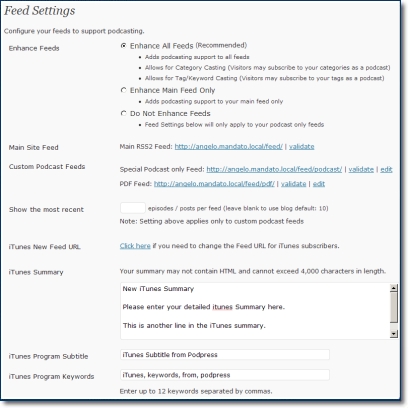 Feed Settings
Configure your feeds to support podcasting.
Enhance Feeds
Enhance All Feeds (Recommended)
Adds podcasting support to all feeds
Allows for Category Casting (Visitors may subscribe to your categories as a podcast)
Allows for Tag/Keyword Casting (Visitors may subscribe to your tags as a podcast)
Enhance Main Feed Only
Adds podcasting support to your main feed only
Do Not Enhance Feeds
Feed Settings below will only apply to your podcast only feeds
Main Site Feed
Main RSS2 Feed: http://angelo.mandato.local/feed/ | validate
Custom Podcast Feeds
Special Podcast only Feed: http://angelo.mandato.local/feed/podcast/ | validate | edit
PDF Feed: http://angelo.mandato.local/feed/pdf/ | validate | edit
Show the most recent
episodes / posts per feed (leave blank to use blog default: 10)
Note: Setting above applies only to custom podcast feeds
iTunes New Feed URL
Click here if you need to change the Feed URL for iTunes subscribers.
iTunes Summary
Your summary may not contain HTML and cannot exceed 4,000 characters in length.
New iTunes Summary
Please enter your detailed itunes Summary here.
This is another line in the iTunes summary.
iTunes Program Subtitle
iTunes Subtitle from Podpress
iTunes Program Keywords
iTunes, keywords, from, podpress
Enter up to 12 keywords separated by commas.